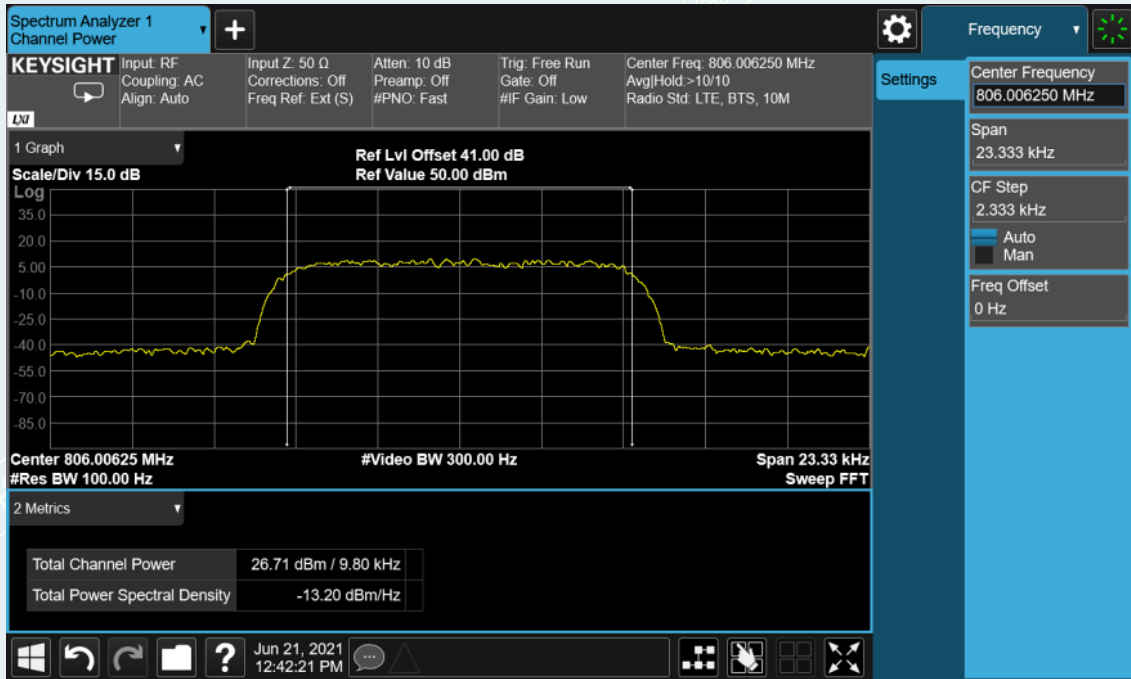 Spectrum Analyzer 1
Channel Power
+
Frequency
KEYSIGHT
LXI
Input: RF
Coupling: AC
Align: Auto
Input Z: 50 Ω
Corrections: Off
Freq Ref: Ext (S)
Atten: 10 dB
Preamp: Off
#PNO: Fast
Trig: Free Run
Gate: Off
#IF Gain: Low
Center Freq: 806.006250 MHz
Avg|Hold:>10/10
Radio Std: LTE, BTS, 10M
Settings
Center Frequency
806.006250 MHz
Span
23.333 kHz
CF Step
2.333 kHz
Auto
Man
Freq Offset
0 Hz
1 Graph
Scale/Div 15.0 dB
Ref Lvl Offset 41.00 dB
Ref Value 50.00 dBm
Log
35.0
20.0
5.00
-10.0
-25.0
-40.0
-55.0
-70.0
-85.0
Center 806.00625 MHz
#Video BW 300.00 Hz
Span 23.33 kHz
#Res BW 100.00 Hz
Sweep FFT
2 Metrics
Total Channel Power 26.71 dBm / 9.80 kHz
Total Power Spectral Density -13.20 dBm/Hz
?
Jun 21, 2021
12:42:21 PM